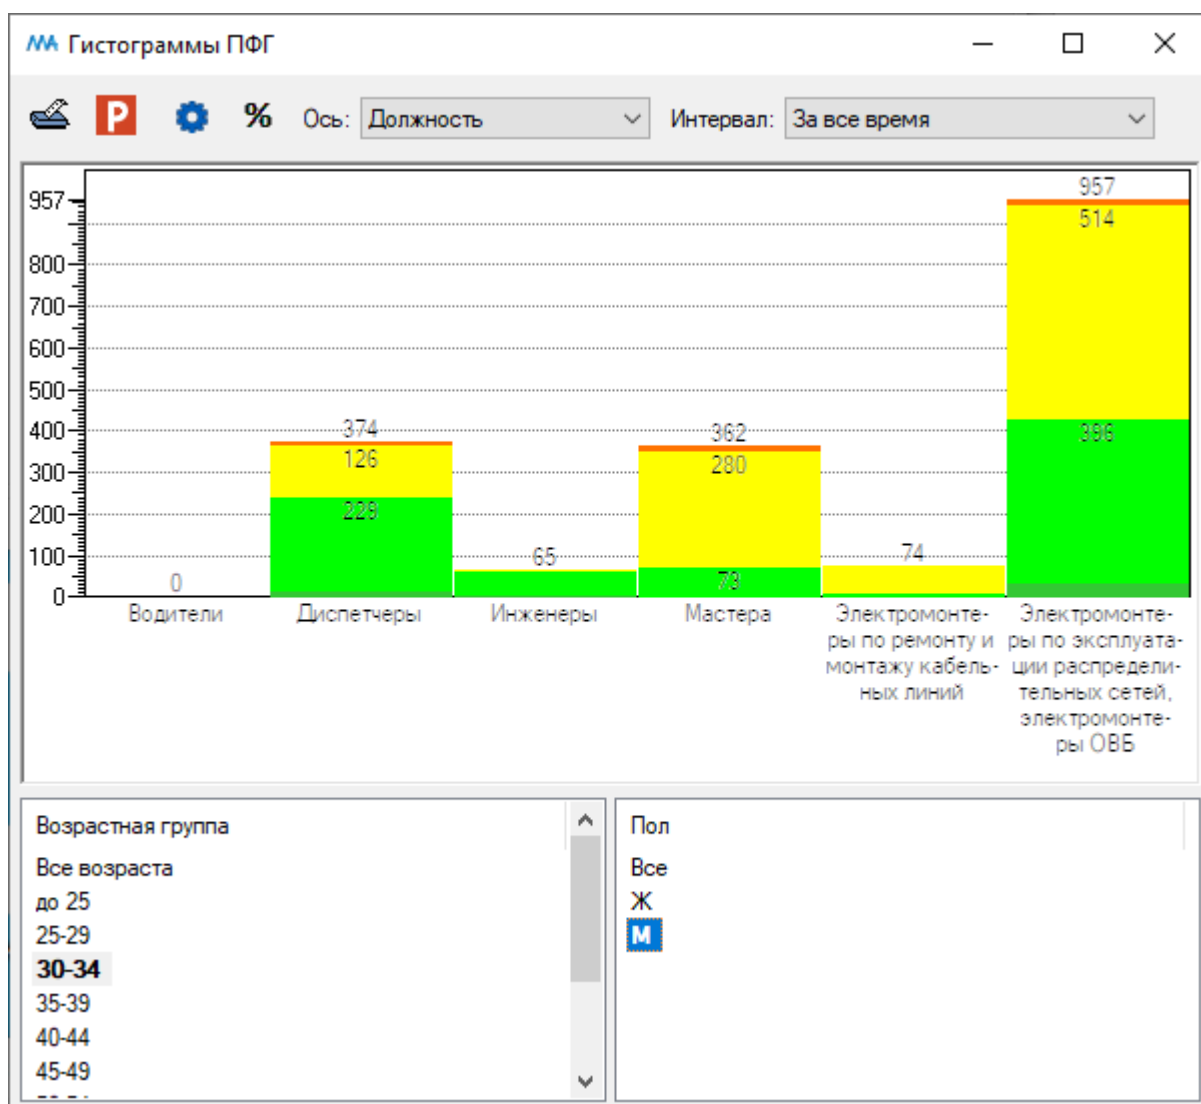 Гистограммы ПФГ
% Ось: Должность Интервал: За все время
957
800
700
600
500
400
300
200
100
0
0
374
126
229
65
362
280
73
74
957
514
396
Водители
Диспетчеры
Инженеры
Мастера
Электромонте-
ры по ремонту и
монтажу кабель-
ных линий
Электромонте-
ры по эксплуата-
ции распредели-
тельных сетей,
электромонте-
ры ОВБ
Возрастная группа
Все возраста
до 25
25-29
30-34
35-39
40-44
45-49
Пол
Все
Ж
М